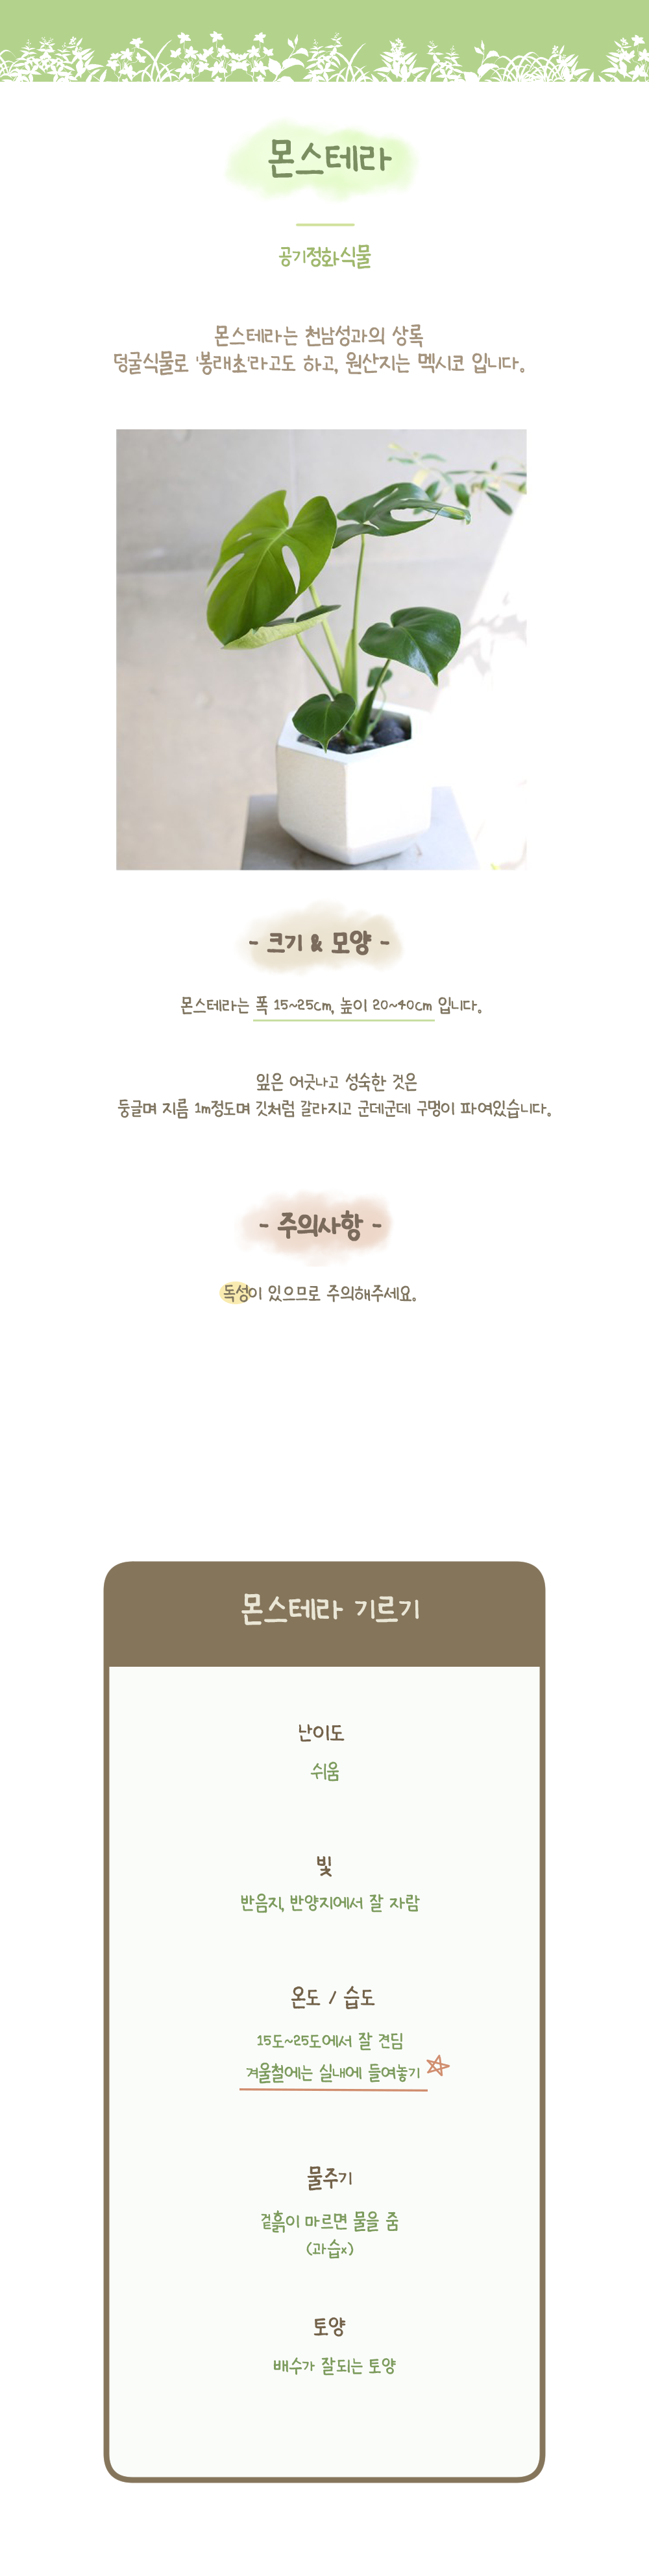 몬스테라
공기정화식물
몬스테라는 천남성과의 상록
덩굴식물로 '봉래초'라고도 하고, 원산지는 멕시코 입니다.
- 크기 & 모양 -
몬스테라는 폭 15~25cm, 높이 20~40cm 입니다.
잎은 어긋나고 성숙한 것은
둥글며 지름 1m정도며 깃처럼 갈라지고 군데군데 구멍이 파여있습니다.
- 주의사항 -
독성이 있으므로 주의해주세요.
몬스테라 기르기
난이도
쉬움
빛
반음지, 반양지에서 잘 자람
온도 / 습도
15도~25도에서 잘 견딤
겨울철에는 실내에 들여놓기
물주기
겉흙이 마르면 물을 줌
(과습x)
토양
배수가 잘되는 토양